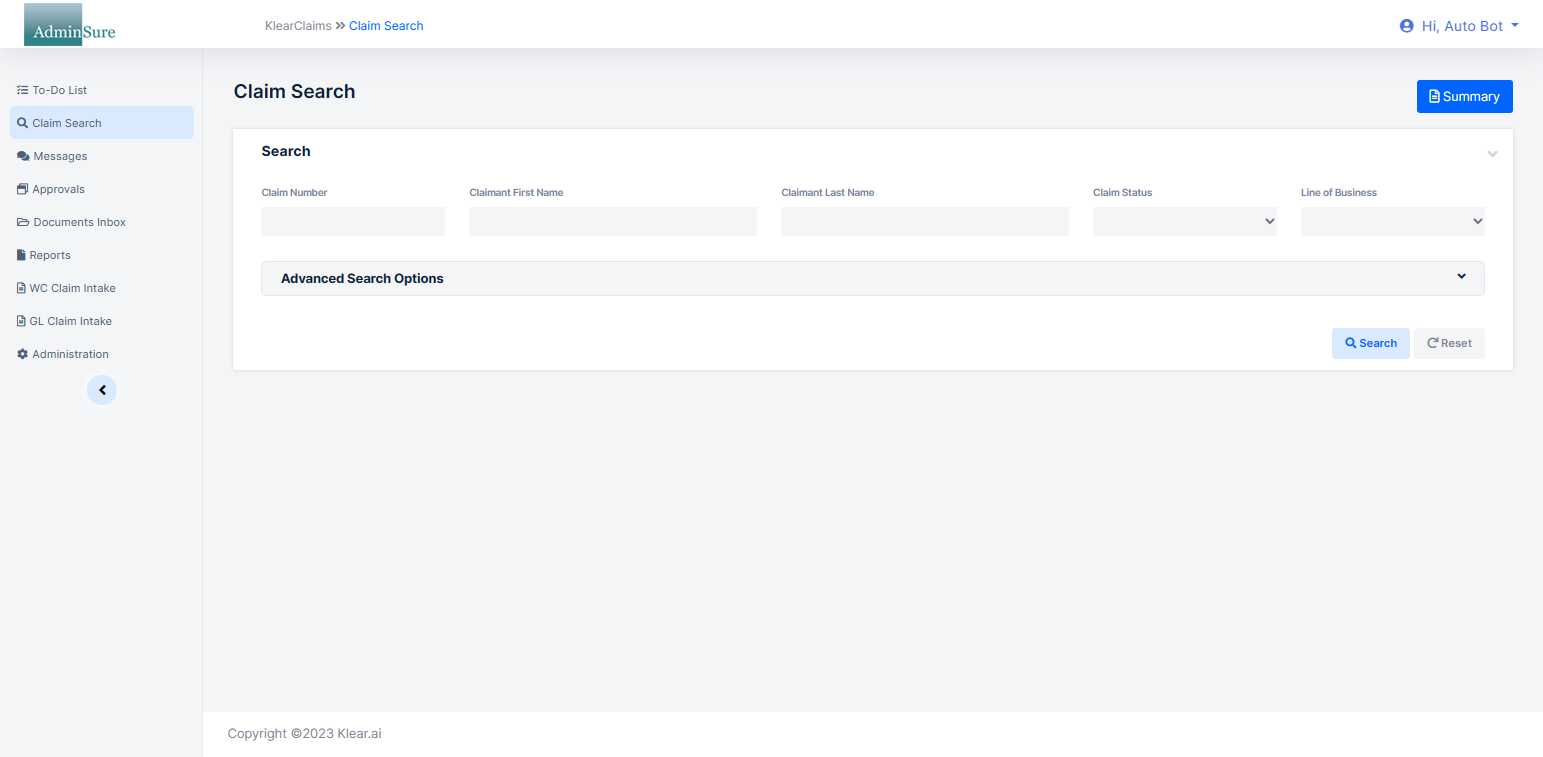 AdminSure
KlearClaims » Claim Search
Hi, Auto Bot
To-Do List
Claim Search
Messages
Approvals
Documents Inbox
Reports
WC Claim Intake
GL Claim Intake
Administration
Claim Search
Summary
Search
Claim Number Claimant First Name Claimant Last Name Claim Status Line of Business
Advanced Search Options
Search Reset
Copyright ©2023 Klear.ai